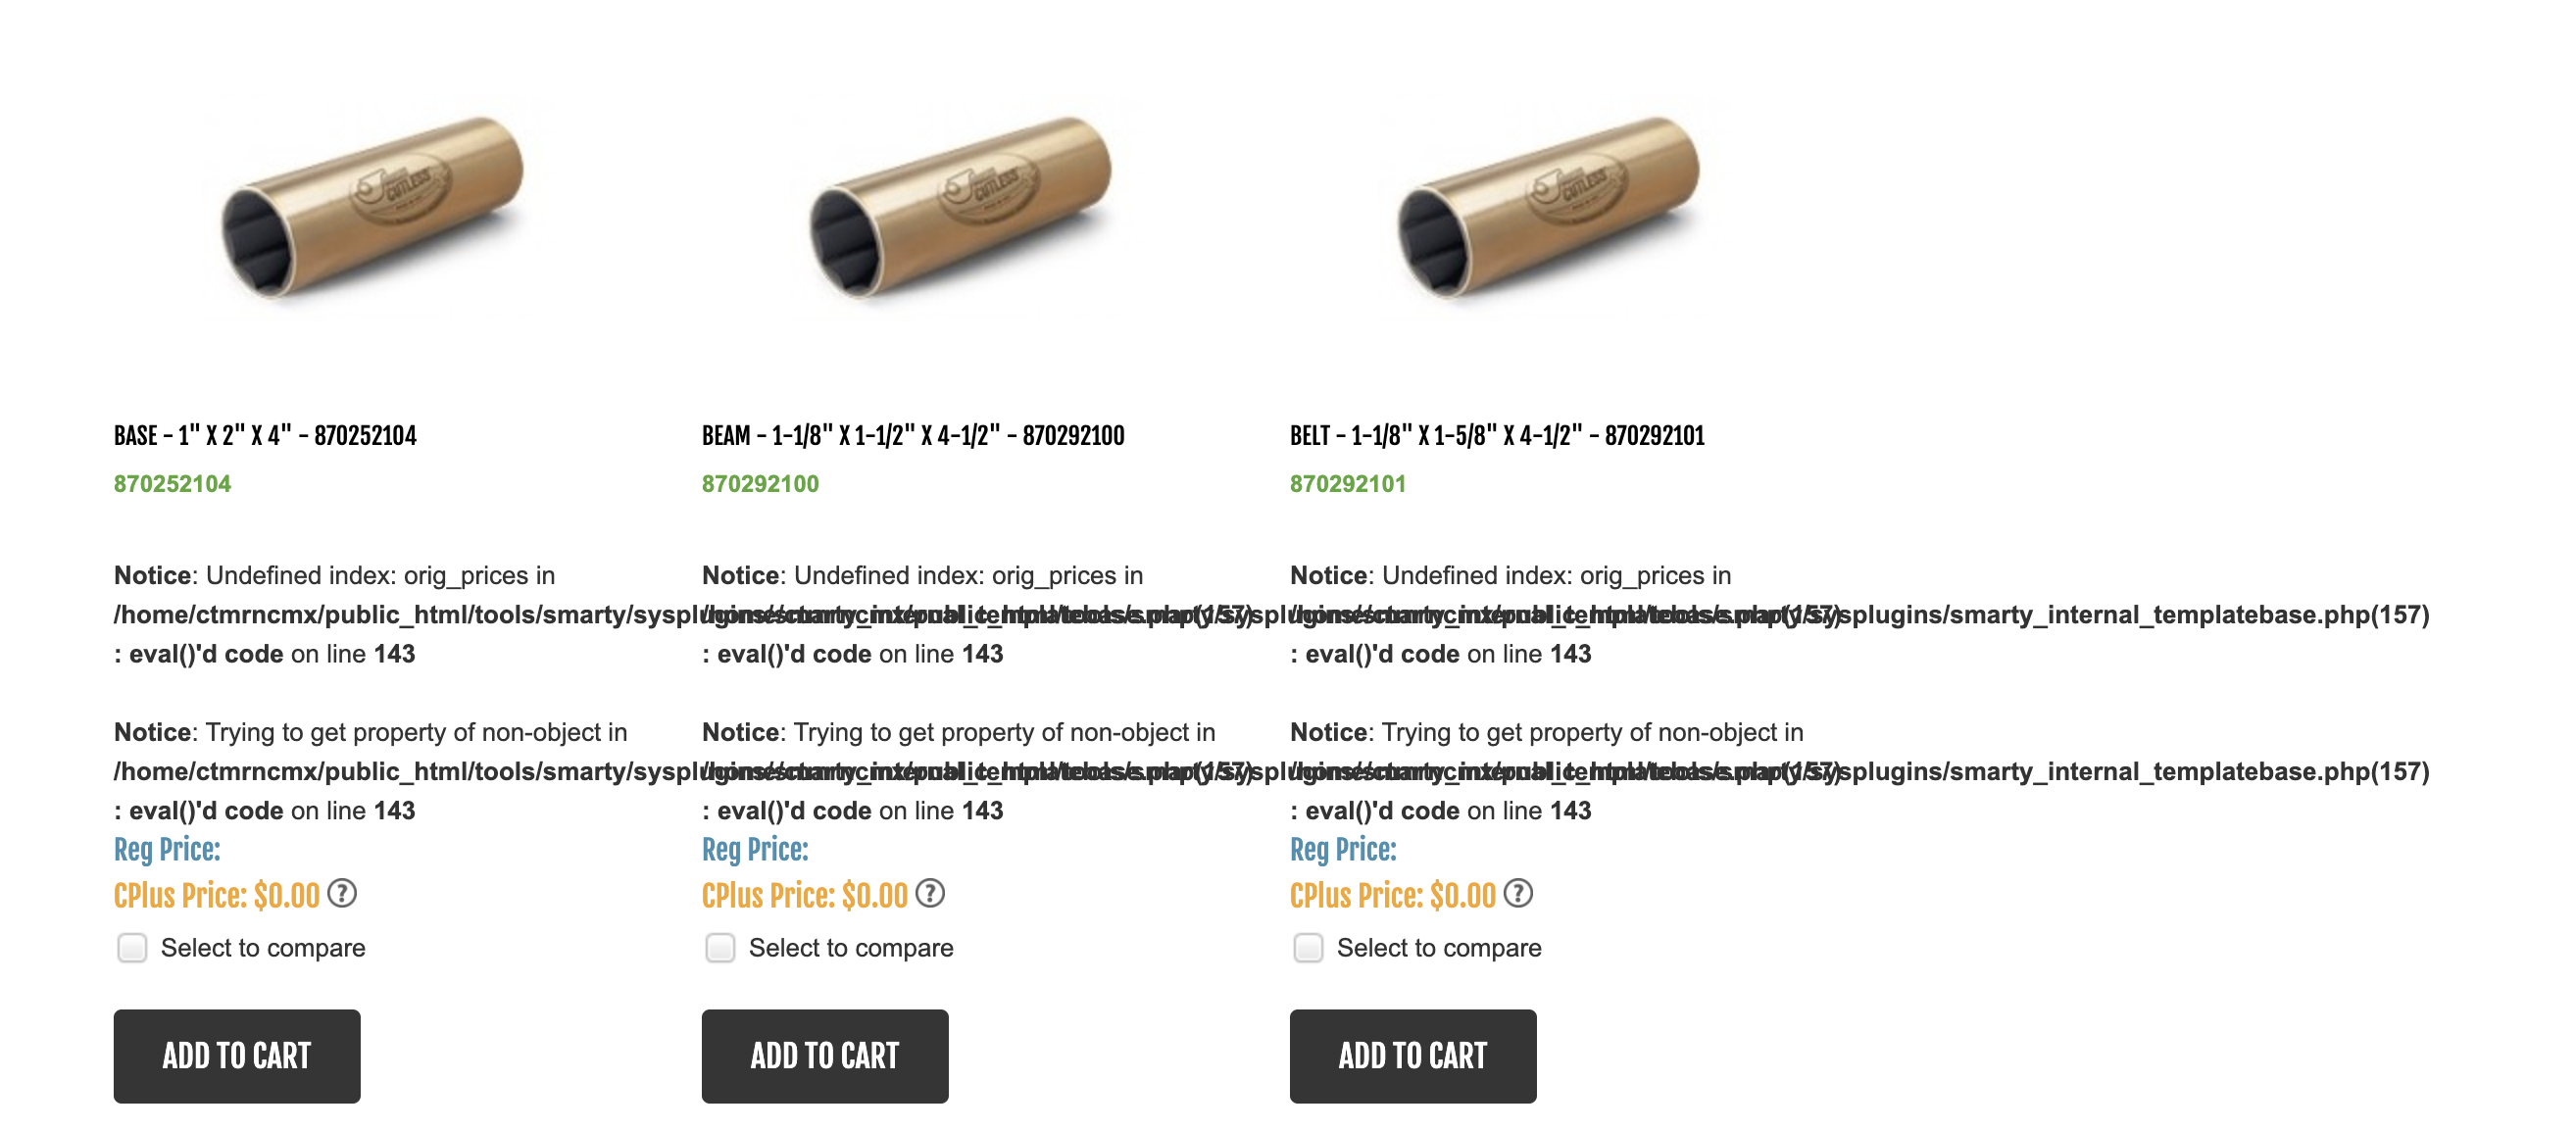 CUTLESS
CUTLESS
CUTLESS
BASE - 1" X 2" X 4" - 870252104
870252104
Notice: Undefined index: orig_prices in
/home/ctmrncmx/public_html/tools/smarty/sysplugins/smarty_internal_templatebase.php(157)
: eval()'d code on line 143
Notice: Trying to get property of non-object in
/home/ctmrncmx/public_html/tools/smarty/sysplugins/smarty_internal_templatebase.php(157)
: eval()'d code on line 143
Reg Price:
CPlus Price: $0.00 ?
Select to compare
ADD TO CART
BEAM - 1-1/8" X 1-1/2" X 4-1/2" - 870292100
870292100
Notice: Undefined index: orig_prices in
/home/ctmrncmx/public_html/tools/smarty/sysplugins/smarty_internal_templatebase.php(157)
: eval()'d code on line 143
Notice: Trying to get property of non-object in
/home/ctmrncmx/public_html/tools/smarty/sysplugins/smarty_internal_templatebase.php(157)
: eval()'d code on line 143
Reg Price:
CPlus Price: $0.00 ?
Select to compare
ADD TO CART
BELT - 1-1/8" X 1-5/8" X 4-1/2" - 870292101
870292101
Notice: Undefined index: orig_prices in
/home/ctmrncmx/public_html/tools/smarty/sysplugins/smarty_internal_templatebase.php(157)
: eval()'d code on line 143
Notice: Trying to get property of non-object in
/home/ctmrncmx/public_html/tools/smarty/sysplugins/smarty_internal_templatebase.php(157)
: eval()'d code on line 143
Reg Price:
CPlus Price: $0.00 ?
Select to compare
ADD TO CART